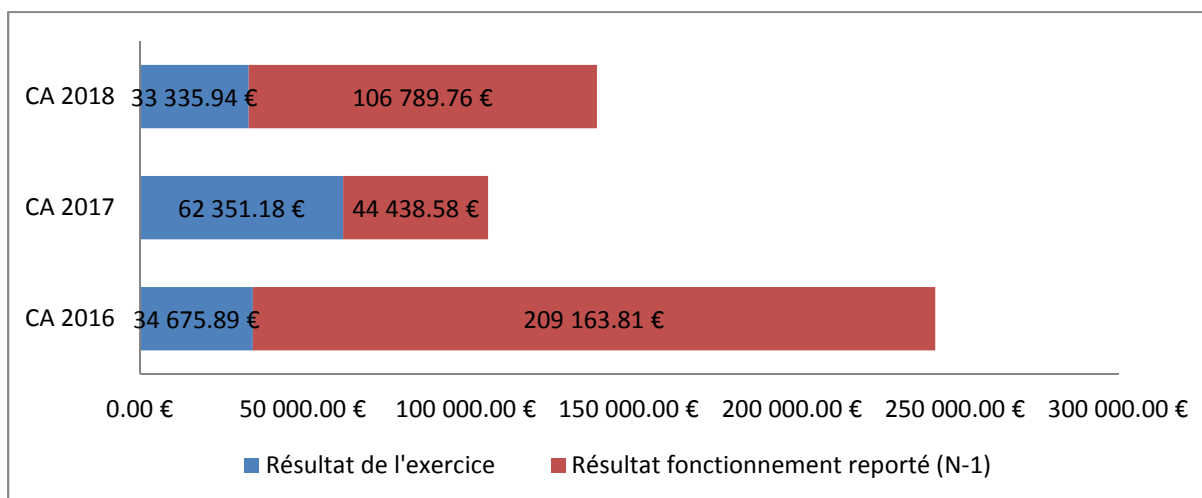 CA 2018 33 335.94 € 106 789.76 €
CA 2017 62 351.18 € 44 438.58 €
CA 2016 34 675.89 € 209 163.81 €
0.00 € 50 000.00 € 100 000.00 € 150 000.00 € 200 000.00 € 250 000.00 € 300 000.00 €
Résultat de l'exercice Résultat fonctionnement reporté (N-1)